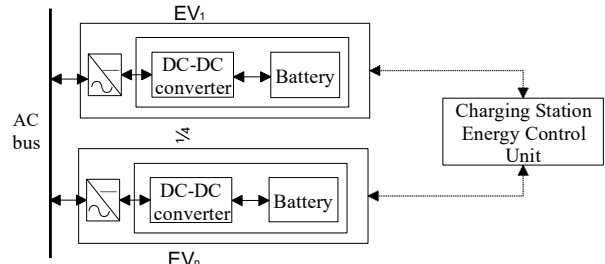 EV1
DC-DC
converter
Battery
AC
bus
Charging Station
Energy Control
Unit
¼
DC-DC
converter
Battery
EVn